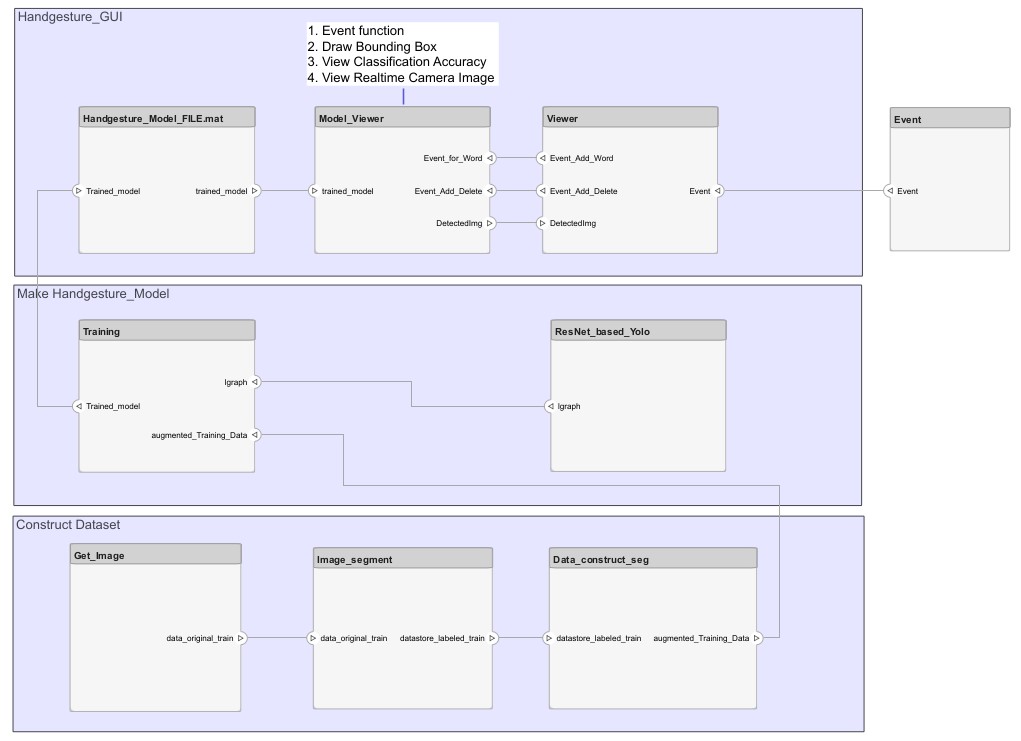 Handgesture_GUI
1. Event function
2. Draw Bounding Box
3. View Classification Accuracy
4. View Realtime Camera Image
Handgesture_Model_FILE.mat
Trained_model
trained_model
Model_Viewer
Event_for_Word
trained_model
Event_Add_Delete
DetectedImg
Viewer
Event_Add_Word
Event_Add_Delete
Event
DetectedImg
Event
Event
Make Handgesture_Model
Training
lgraph
Trained_model
augmented_Training_Data
ResNet_based_Yolo
lgraph
Construct Dataset
Get_Image
data_original_train
Image_segment
data_original_train
datastore_labeled_train
Data_construct_seg
datastore_labeled_train
augmented_Training_Data